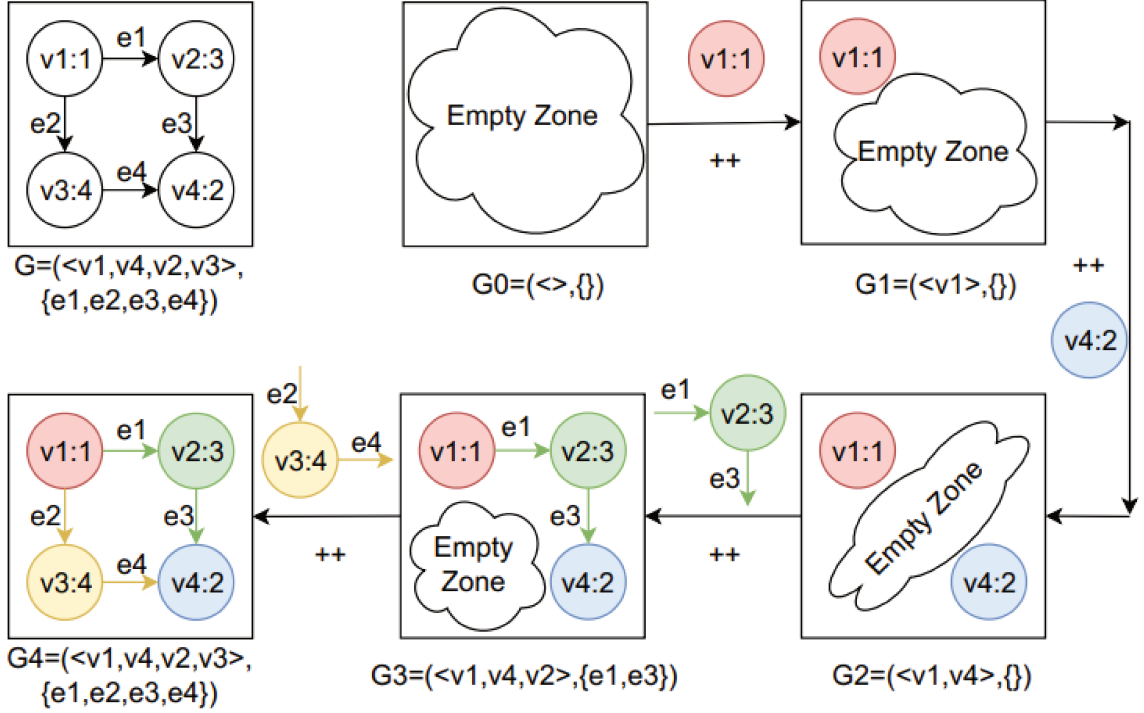 v1:1
e1
v2:3
e2
e3
v3:4
e4
v4:2
G=(<v1,v4,v2,v3>,
{e1,e2,e3,e4})
Empty Zone
G0=(<>,{})
v1:1
++
v1:1
Empty Zone
G1=(<v1>,{})
++
v4:2
v1:1
Empty Zone
v4:2
G2=(<v1,v4>,{})
e1
v2:3
e3
++
v1:1
e1
v2:3
e3
Empty
Zone
v4:2
G3=(<v1,v4,v2>,{e1,e3})
e2
v3:4
e4
++
v1:1
e1
v2:3
e2
e3
v3:4
e4
v4:2
G4=(<v1,v4,v2,v3>,
{e1,e2,e3,e4})